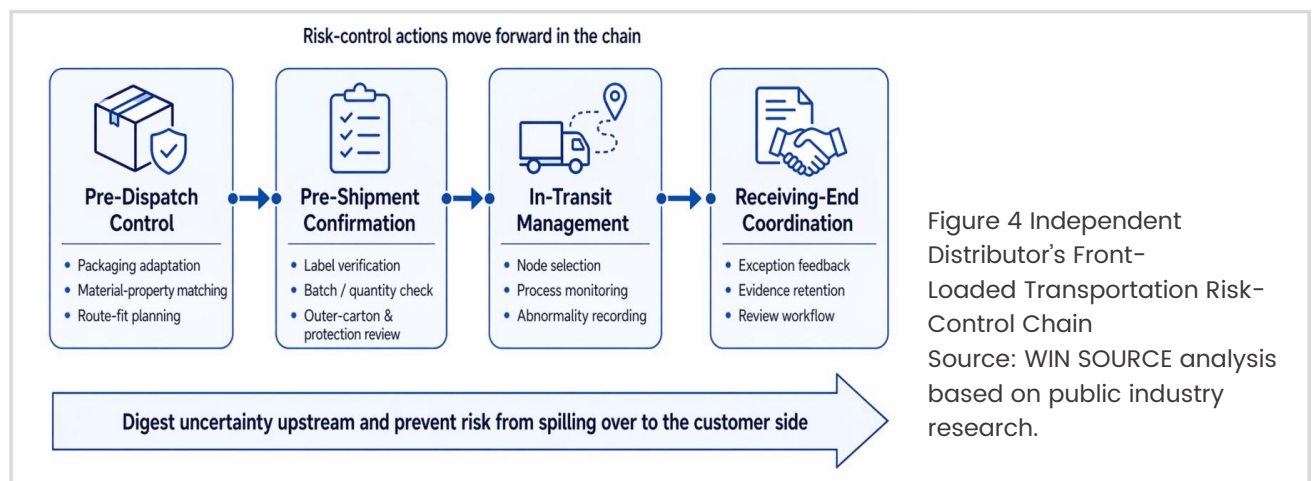 Risk-control actions move forward in the chain
Pre-Dispatch
Control
• Packaging adaptation
• Material-property matching
• Route-fit planning
Pre-Shipment
Confirmation
• Label verification
• Batch / quantity check
• Outer-carton &
protection review
In-Transit
Management
• Node selection
• Process monitoring
• Abnormality recording
Receiving-End
Coordination
• Exception feedback
• Evidence retention
• Review workflow
Digest uncertainty upstream and prevent risk from spilling over to the customer side
Figure 4 Independent
Distributor’s Front-
Loaded Transportation Risk-
Control Chain
Source: WIN SOURCE analysis
based on public industry
research.